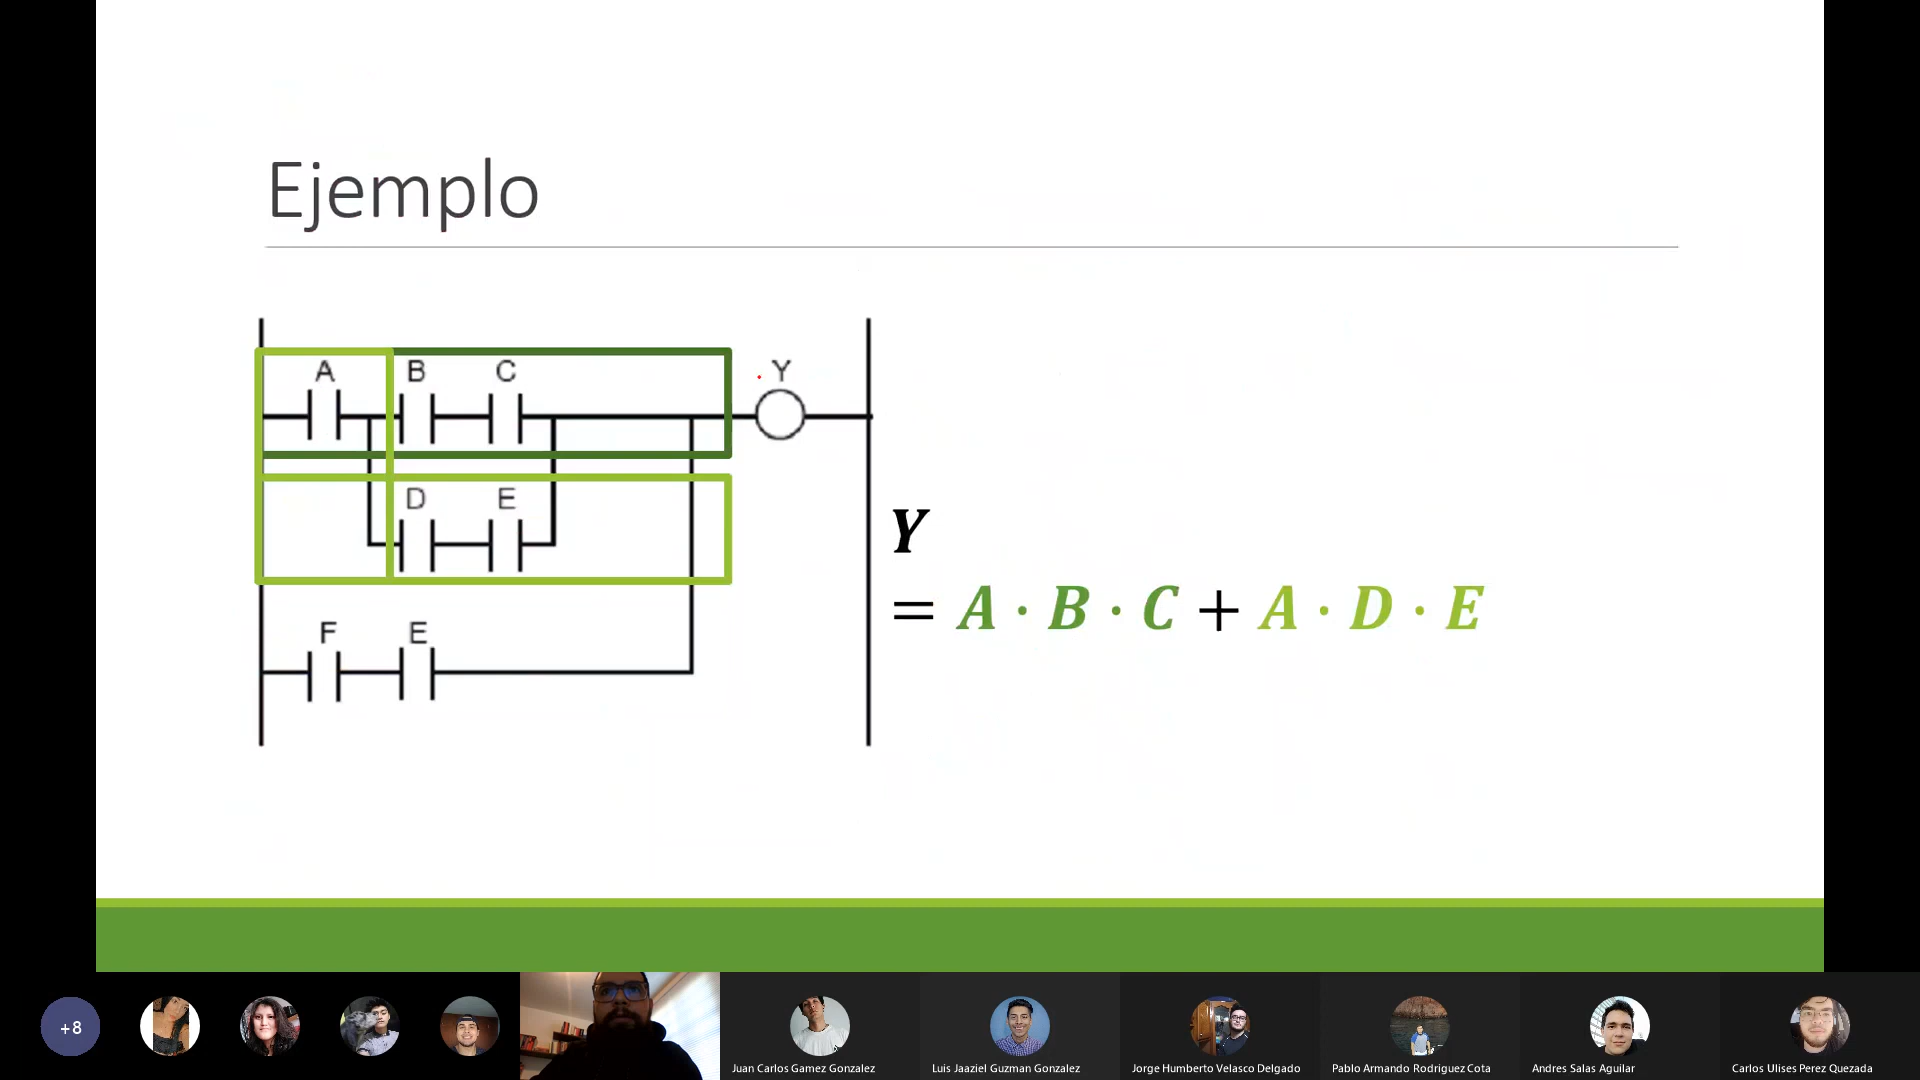 Ejemplo
A B C Y
D E
F E
Y
= A · B · C + A · D · E
+8
Juan Carlos Gamez Gonzalez
Luis Jaaziel Guzman Gonzalez
Jorge Humberto Velasco Delgado
Pablo Armando Rodriguez Cota
Andres Salas Aguilar
Carlos Ulises Perez Quezada